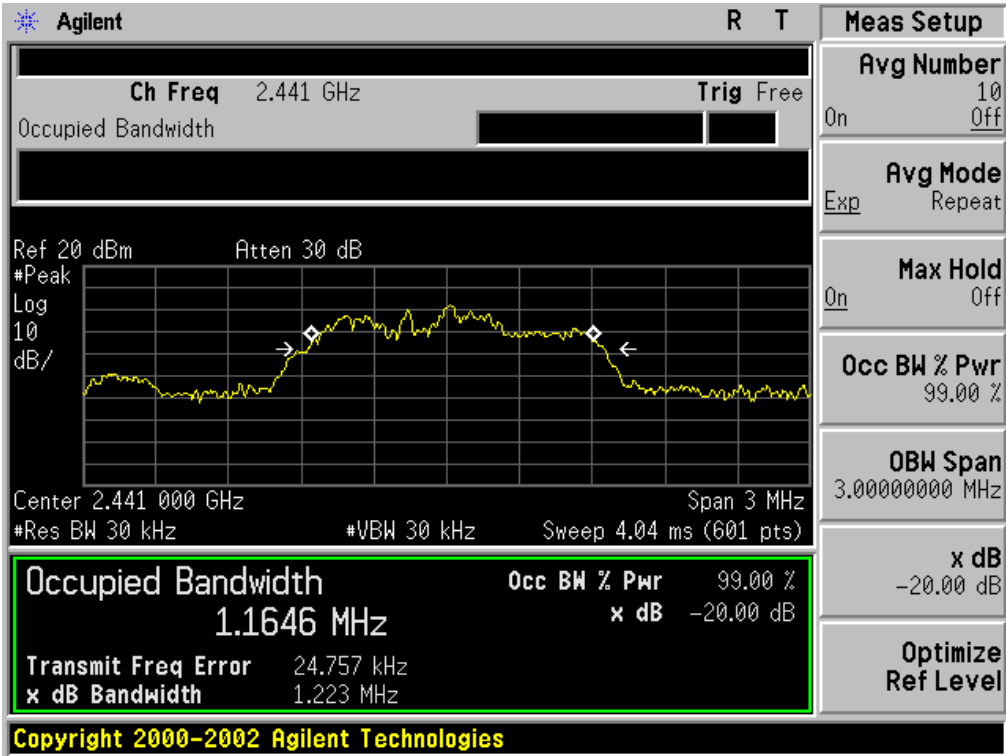 Agilent R T
Ch Freq 2.441 GHz Trig Free
Occupied Bandwidth
Ref 20 dBm Atten 30 dB
#Peak
Log
10
dB/
Center 2.441 000 GHz Span 3 MHz
#Res BW 30 kHz #VBW 30 kHz Sweep 4.04 ms (601 pts)
Occupied Bandwidth
1.1646 MHz
Occ BW % Pwr 99.00 %
x dB -20.00 dB
Transmit Freq Error 24.757 kHz
x dB Bandwidth 1.223 MHz
Copyright 2000-2002 Agilent Technologies
Meas Setup
Avg Number
10
On Off
Avg Mode
Exp Repeat
Max Hold
On Off
Occ BW % Pwr
99.00 %
OBW Span
3.00000000 MHz
x dB
-20.00 dB
Optimize
Ref Level